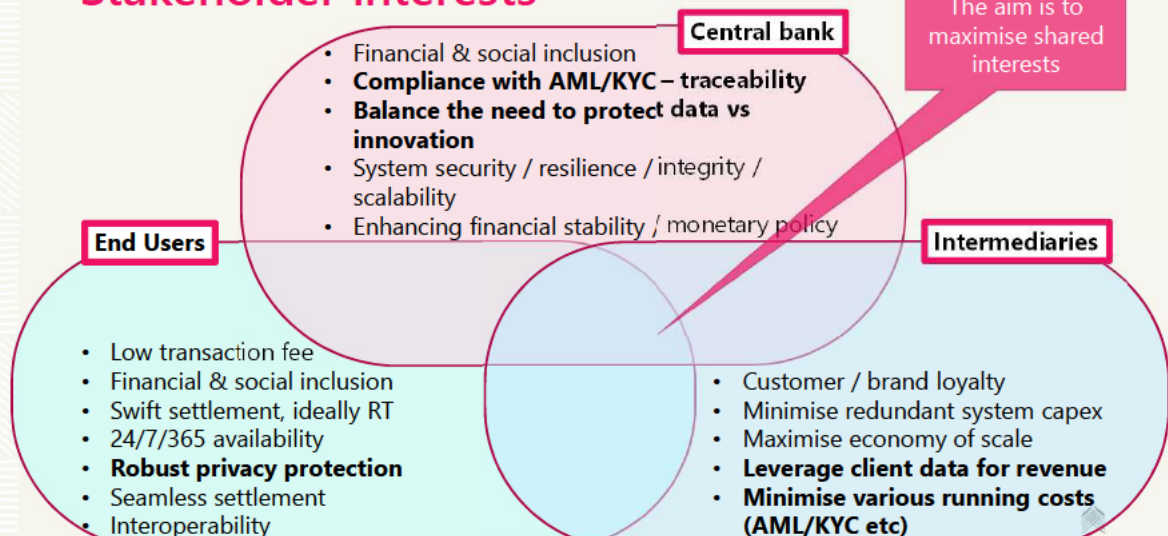 Stakeholder interests
The aim is to
maximise shared
interests
Central bank
• Financial & social inclusion
• Compliance with AML/KYC – traceability
• Balance the need to protect data vs
innovation
• System security / resilience / integrity /
scalability
• Enhancing financial stability / monetary policy
End Users
• Low transaction fee
• Financial & social inclusion
• Swift settlement, ideally RT
• 24/7/365 availability
• Robust privacy protection
• Seamless settlement
• Interoperability
Intermediaries
• Customer / brand loyalty
• Minimise redundant system capex
• Maximise economy of scale
• Leverage client data for revenue
• Minimise various running costs
(AML/KYC etc)